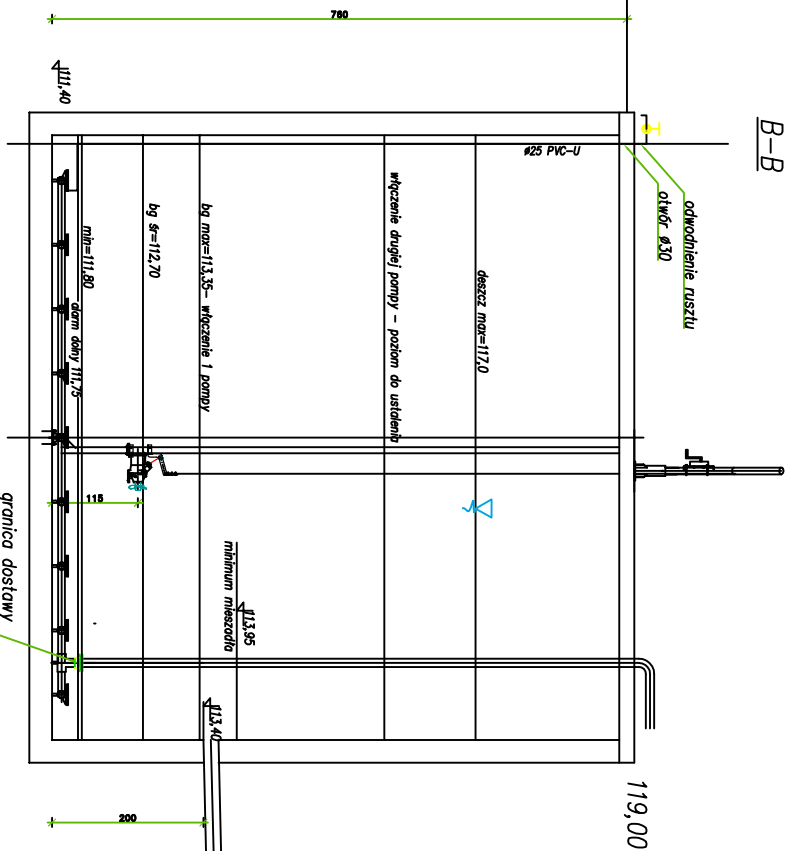 B-B
odwodnienie rusztu
otwór ø30
119,00
760
ø25 PVC-U
deszcz max=117,0
włączenie drugiej pompy - poziom do ustalenia
113,95
minimum mieszadła
113,40
bg max=113,35- włączenie 1 pompy
bg śr=112,70
min=111,80
alarm dolny 111,75
111,40
115
200
granica dostawy